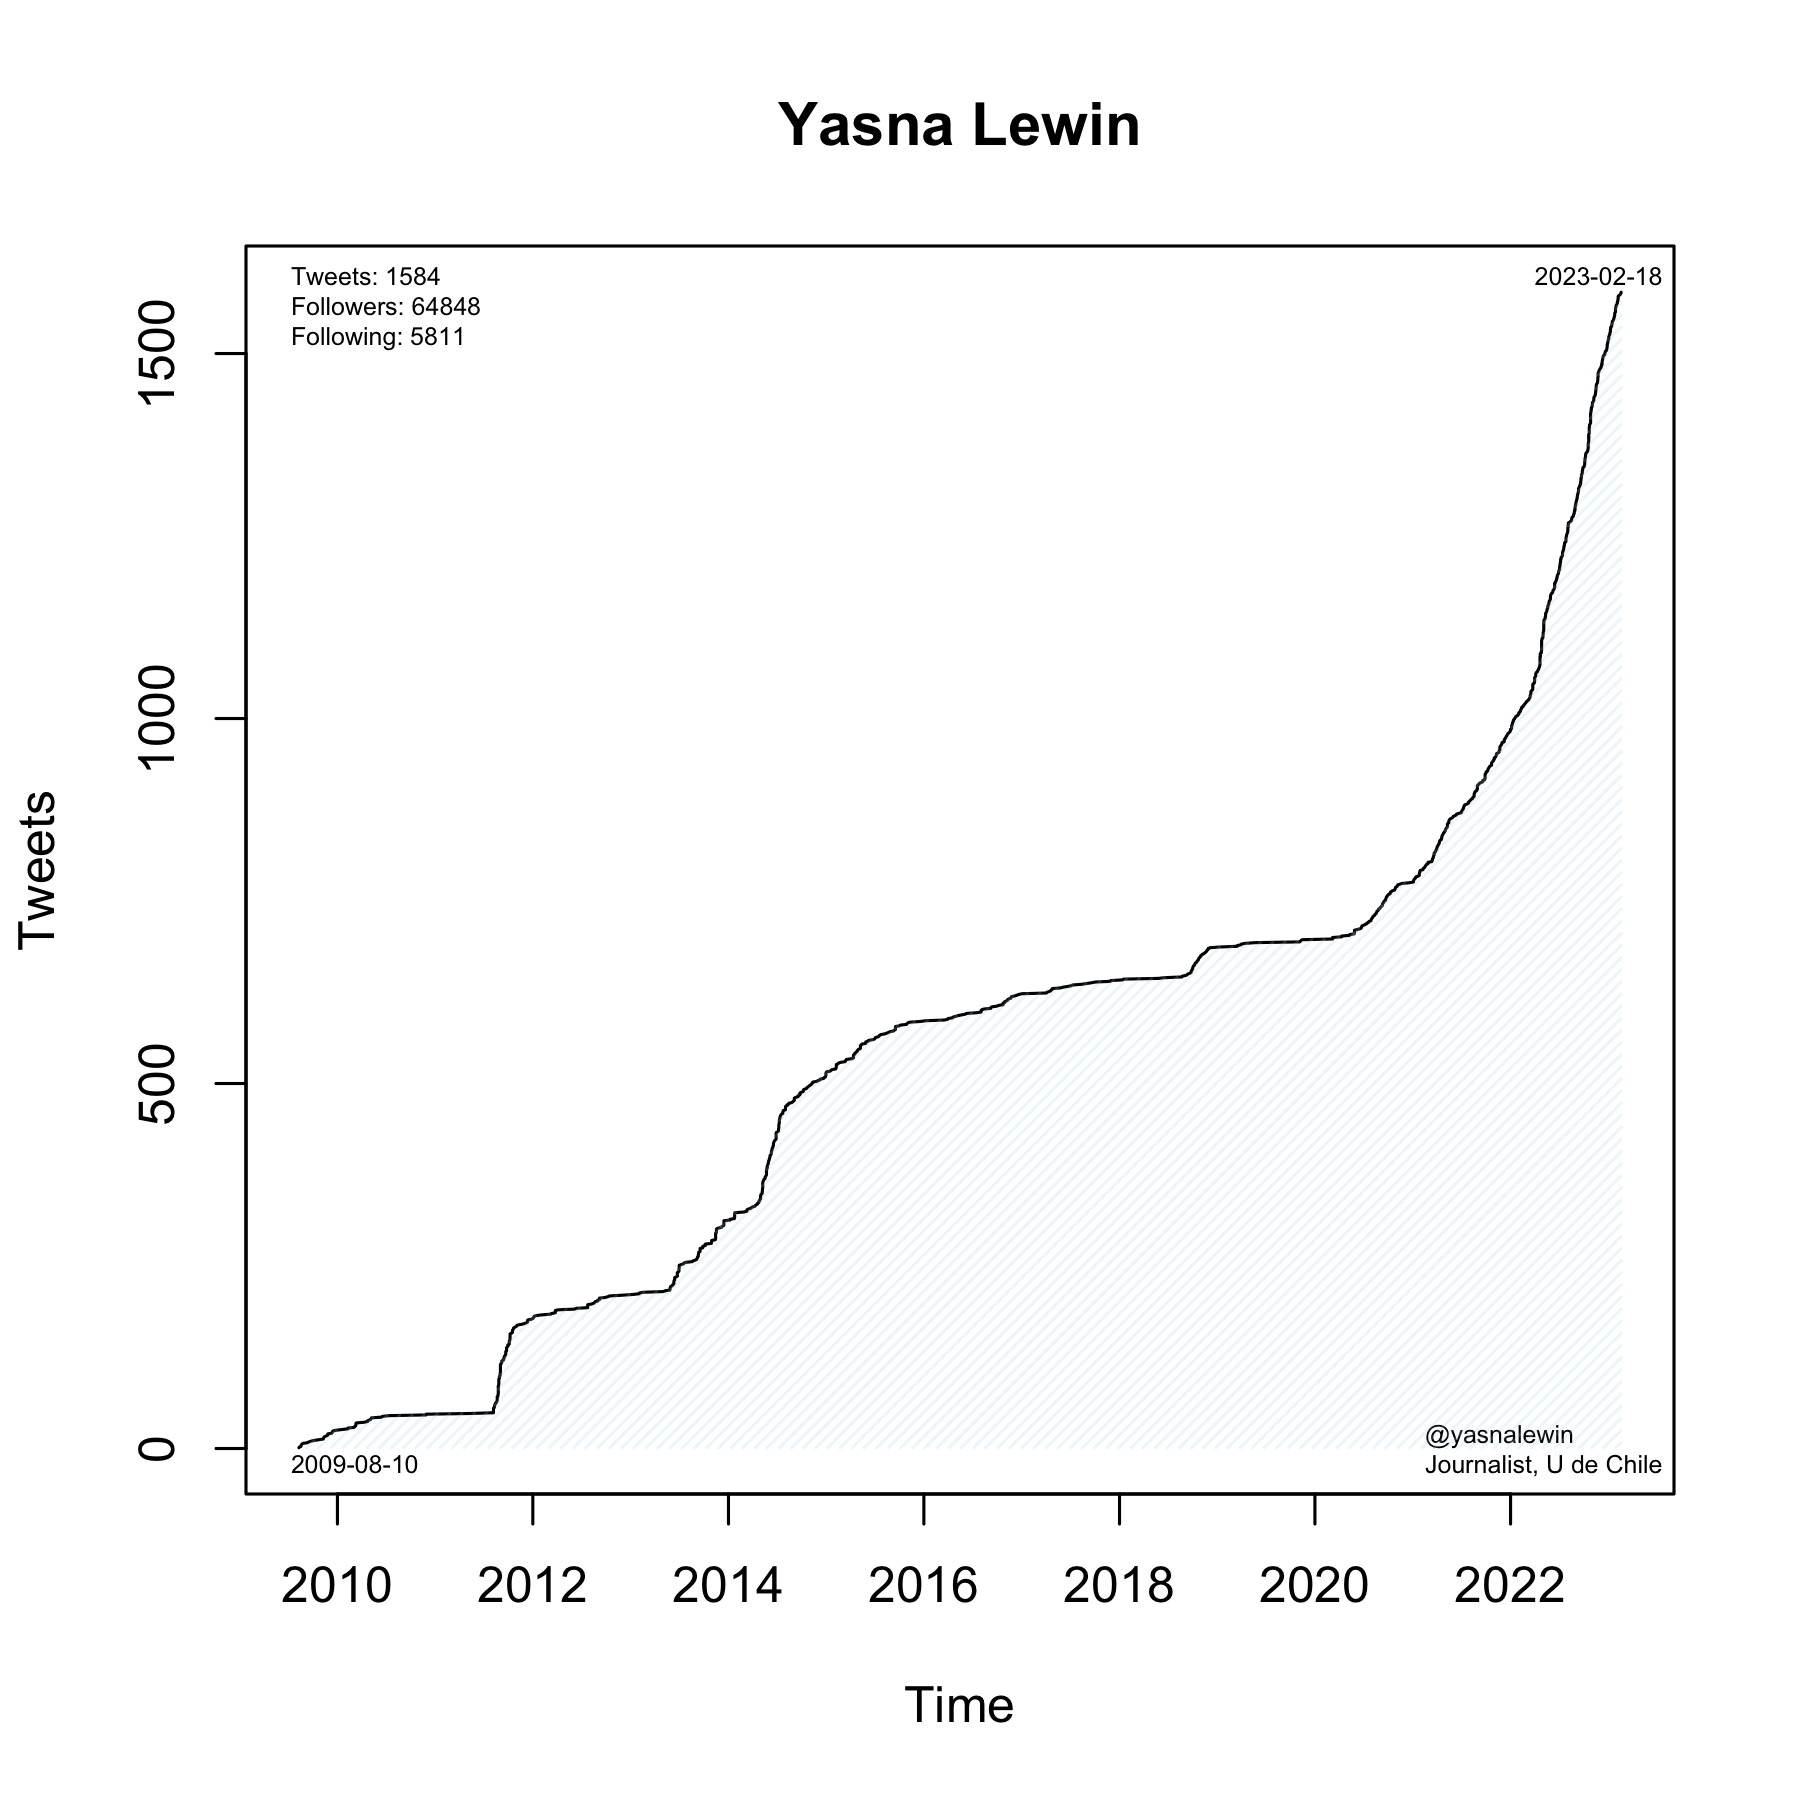 Yasna Lewin
Tweets: 1584
Followers: 64848
Following: 5811
2023-02-18
1500
1000
500
0
Tweets
@yasnalewin
Journalist, U de Chile
2009-08-10
2010 2012 2014 2016 2018 2020 2022
Time